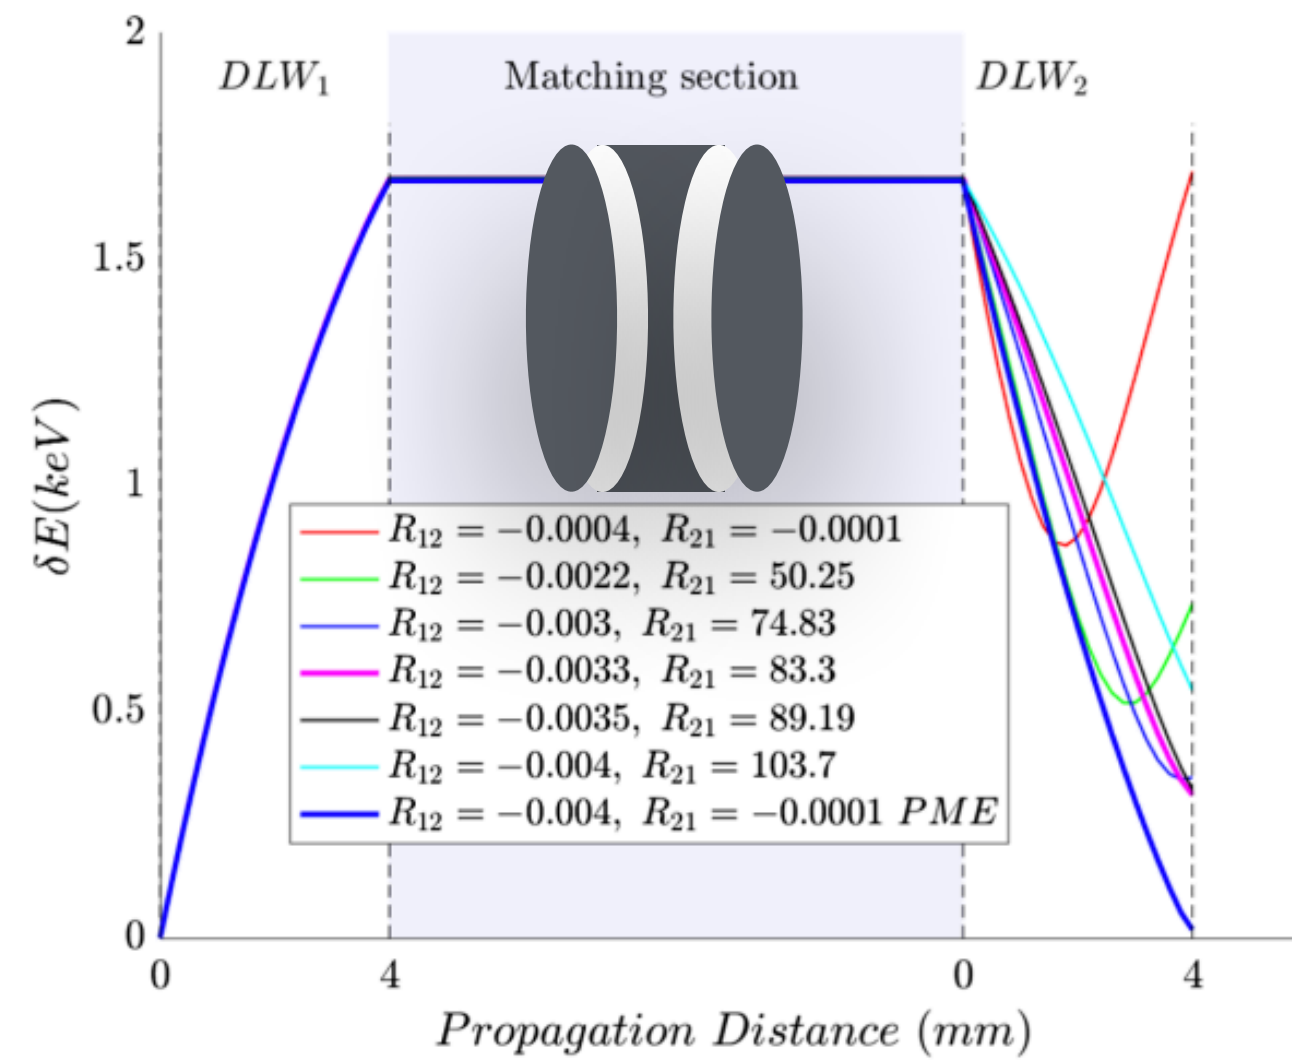 2
DLW₁ Matching section DLW₂
1.5
1
0.5
0
δE(keV)
R₁₂ = −0.0004, R₂₁ = −0.0001
R₁₂ = −0.0022, R₂₁ = 50.25
R₁₂ = −0.003, R₂₁ = 74.83
R₁₂ = −0.0033, R₂₁ = 83.3
R₁₂ = −0.0035, R₂₁ = 89.19
R₁₂ = −0.004, R₂₁ = 103.7
R₁₂ = −0.004, R₂₁ = −0.0001 PME
0 4 0 4
Propagation Distance (mm)